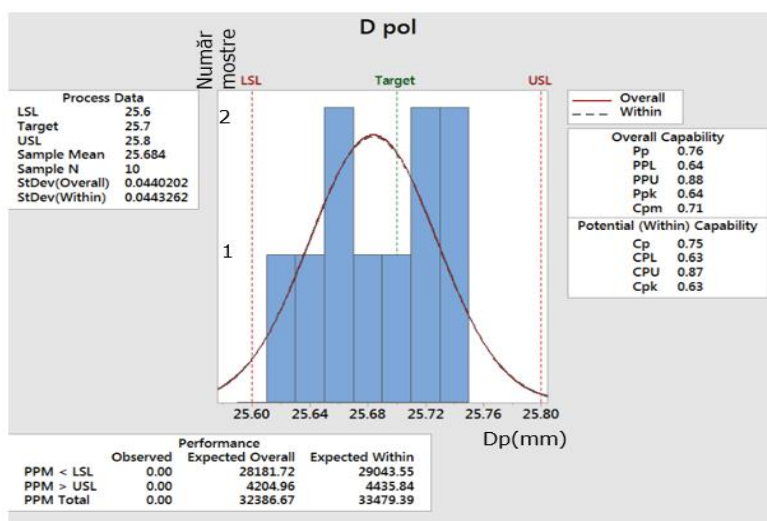 D pol
Număr
mostre
LSL Target USL
Process Data
LSL 25.6
Target 25.7
USL 25.8
Sample Mean 25.684
Sample N 10
StDev(Overall) 0.0440202
StDev(Within) 0.0443262
2
1
25.60 25.64 25.68 25.72 25.76 25.80
Dp(mm)
Overall
Within
Overall Capability
Pp 0.76
PPL 0.64
PPU 0.88
Ppk 0.64
Cpm 0.71
Potential (Within) Capability
Cp 0.75
CPL 0.63
CPU 0.87
Cpk 0.63
Performance
Observed Expected Overall Expected Within
PPM < LSL 0.00 28181.72 29043.55
PPM > USL 0.00 4204.96 4435.84
PPM Total 0.00 32386.67 33479.39